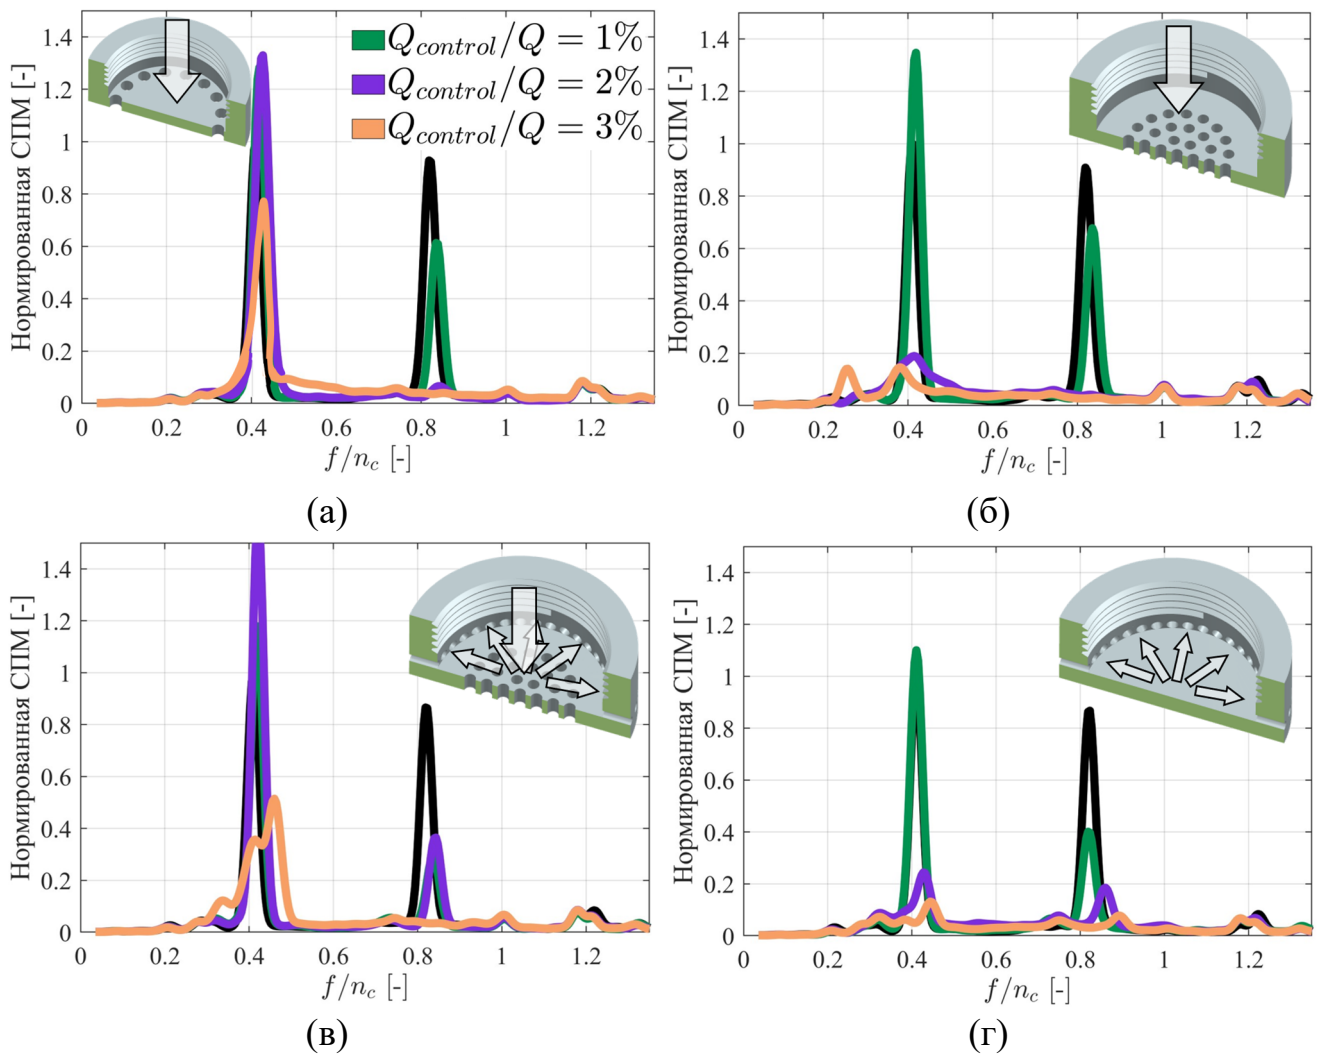 Нормированная СПМ [-]
1.4
1.2
1
0.8
0.6
0.4
0.2
0
Q_control/Q = 1%
Q_control/Q = 2%
Q_control/Q = 3%
0 0.2 0.4 0.6 0.8 1 1.2
f/n_c [-]
(а)
Нормированная СПМ [-]
1.4
1.2
1
0.8
0.6
0.4
0.2
0
0 0.2 0.4 0.6 0.8 1 1.2
f/n_c [-]
(б)
Нормированная СПМ [-]
1.4
1.2
1
0.8
0.6
0.4
0.2
0
0 0.2 0.4 0.6 0.8 1 1.2
f/n_c [-]
(в)
Нормированная СПМ [-]
1.4
1.2
1
0.8
0.6
0.4
0.2
0
0 0.2 0.4 0.6 0.8 1 1.2
f/n_c [-]
(г)